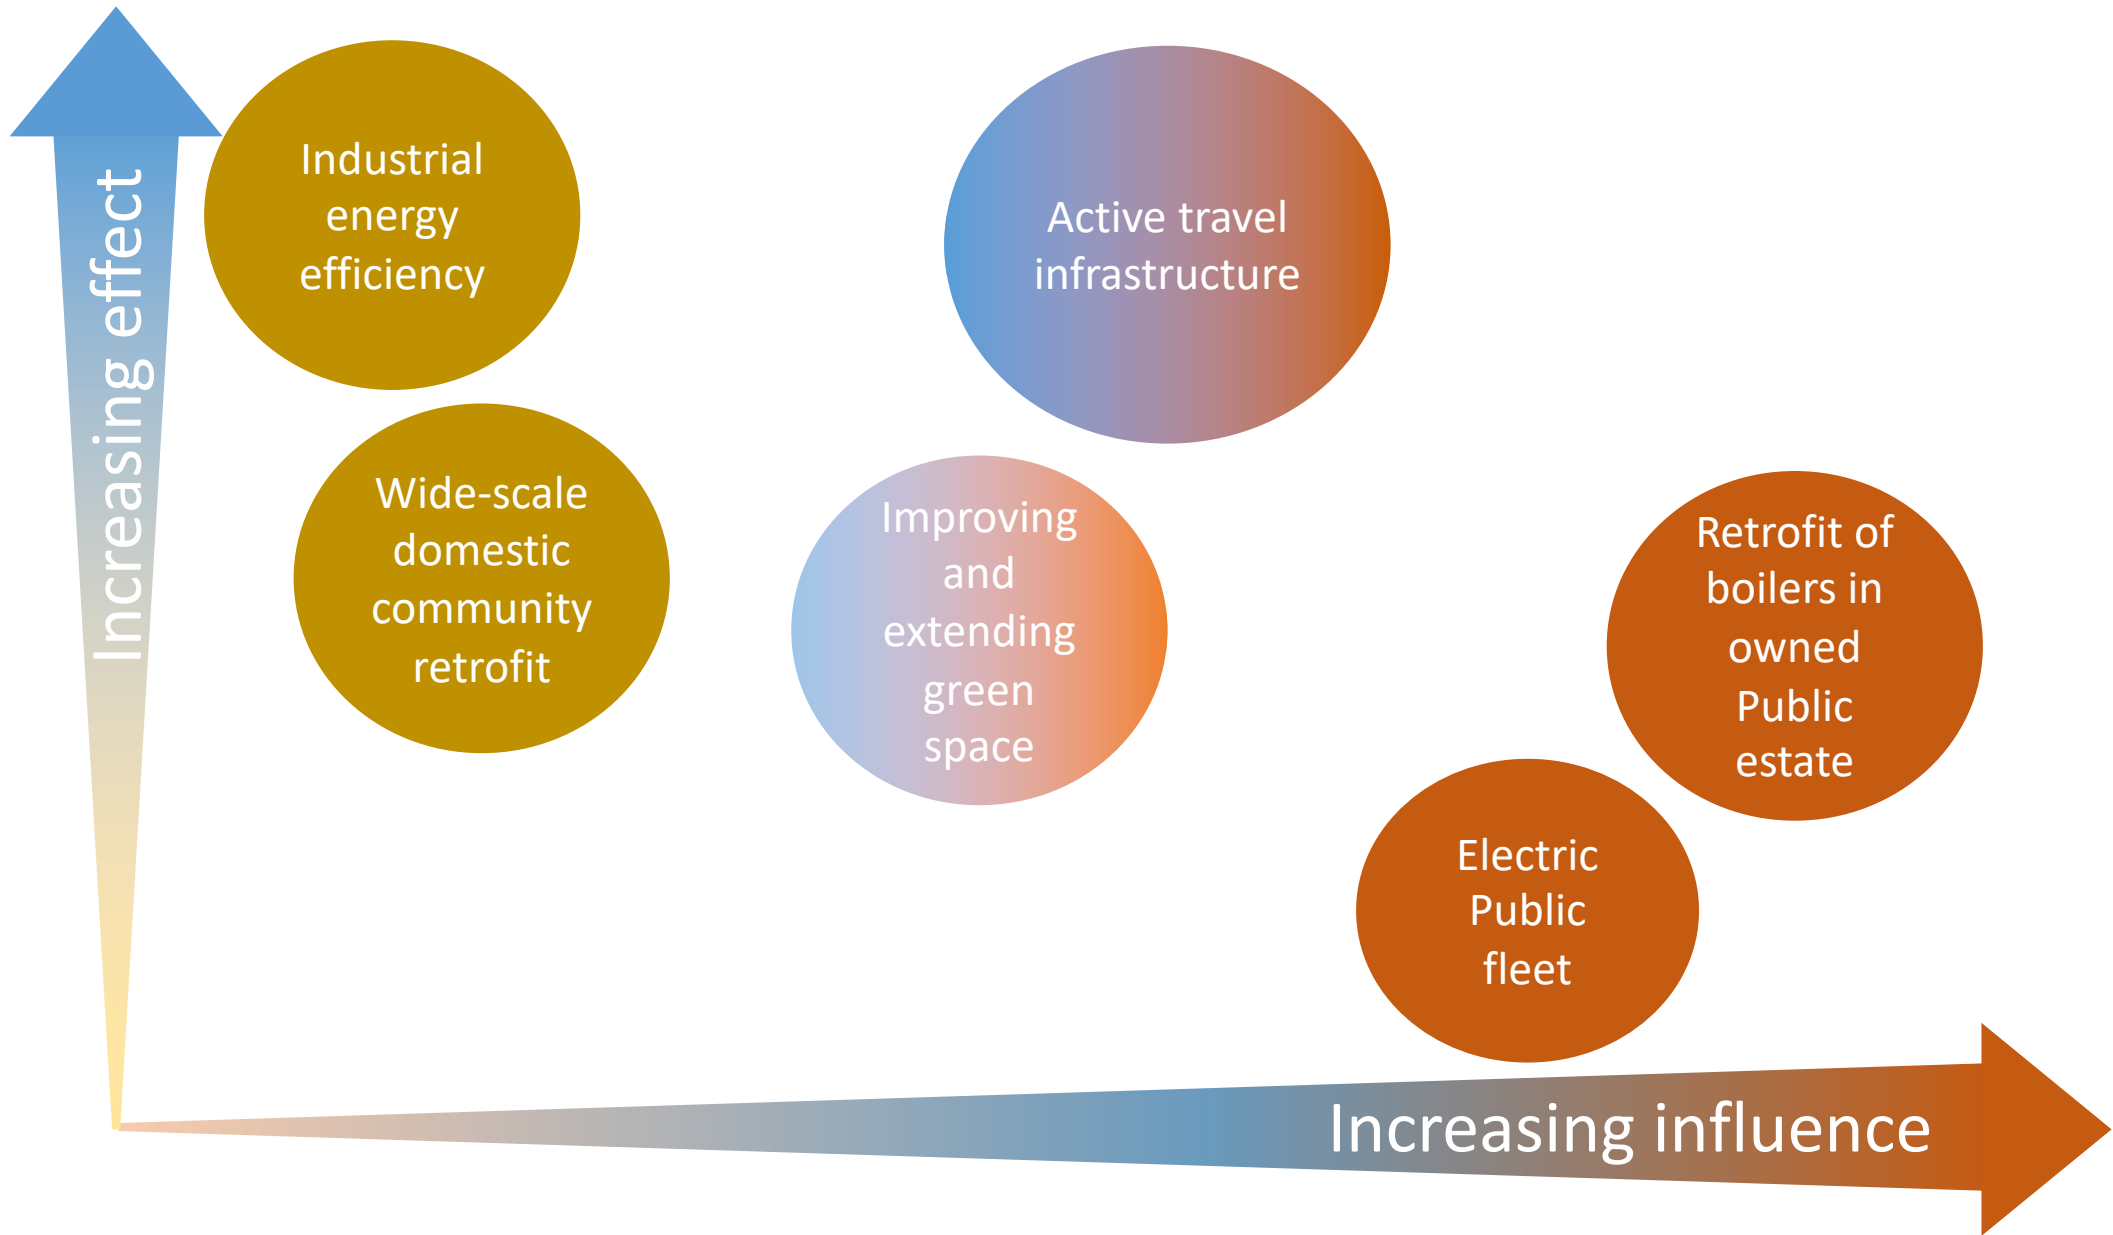 Increasing effect
Industrial
energy
efficiency
Active travel
infrastructure
Wide-scale
domestic
community
retrofit
Improving
and
extending
green
space
Retrofit of
boilers in
owned
Public
estate
Electric
Public
fleet
Increasing influence